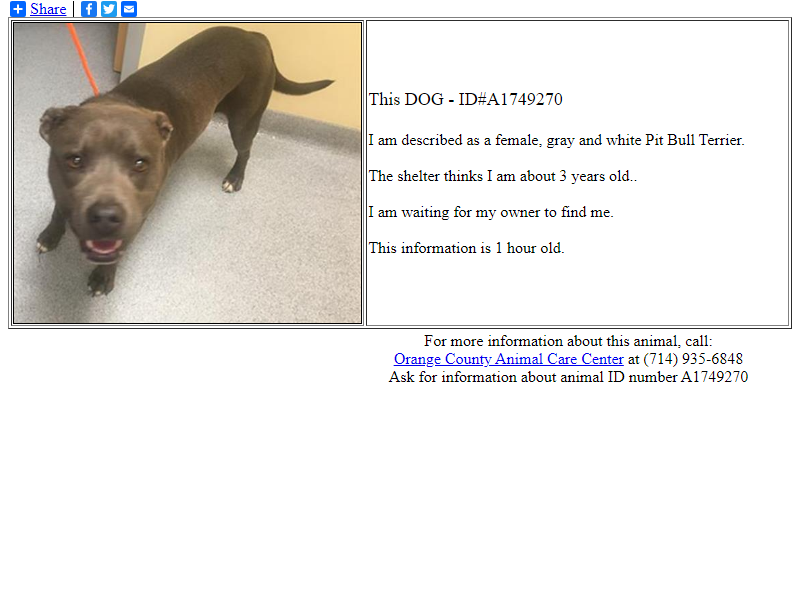 Share
This DOG - ID#A1749270
I am described as a female, gray and white Pit Bull Terrier.
The shelter thinks I am about 3 years old..
I am waiting for my owner to find me.
This information is 1 hour old.
For more information about this animal, call:
Orange County Animal Care Center at (714) 935-6848
Ask for information about animal ID number A1749270